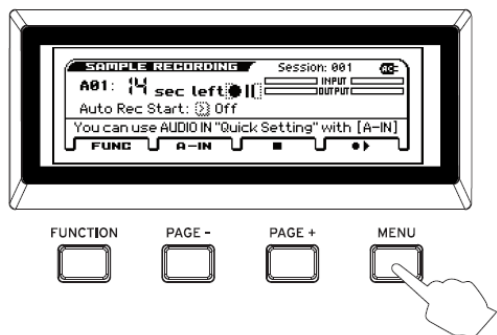 SAMPLE RECORDING Session: 001 AC
A01: 14 sec left INPUT
OUTPUT
Auto Rec Start: Off
You can use AUDIO IN "Quick Setting" with [A-IN]
FUNC A-IN
FUNCTION PAGE - PAGE + MENU